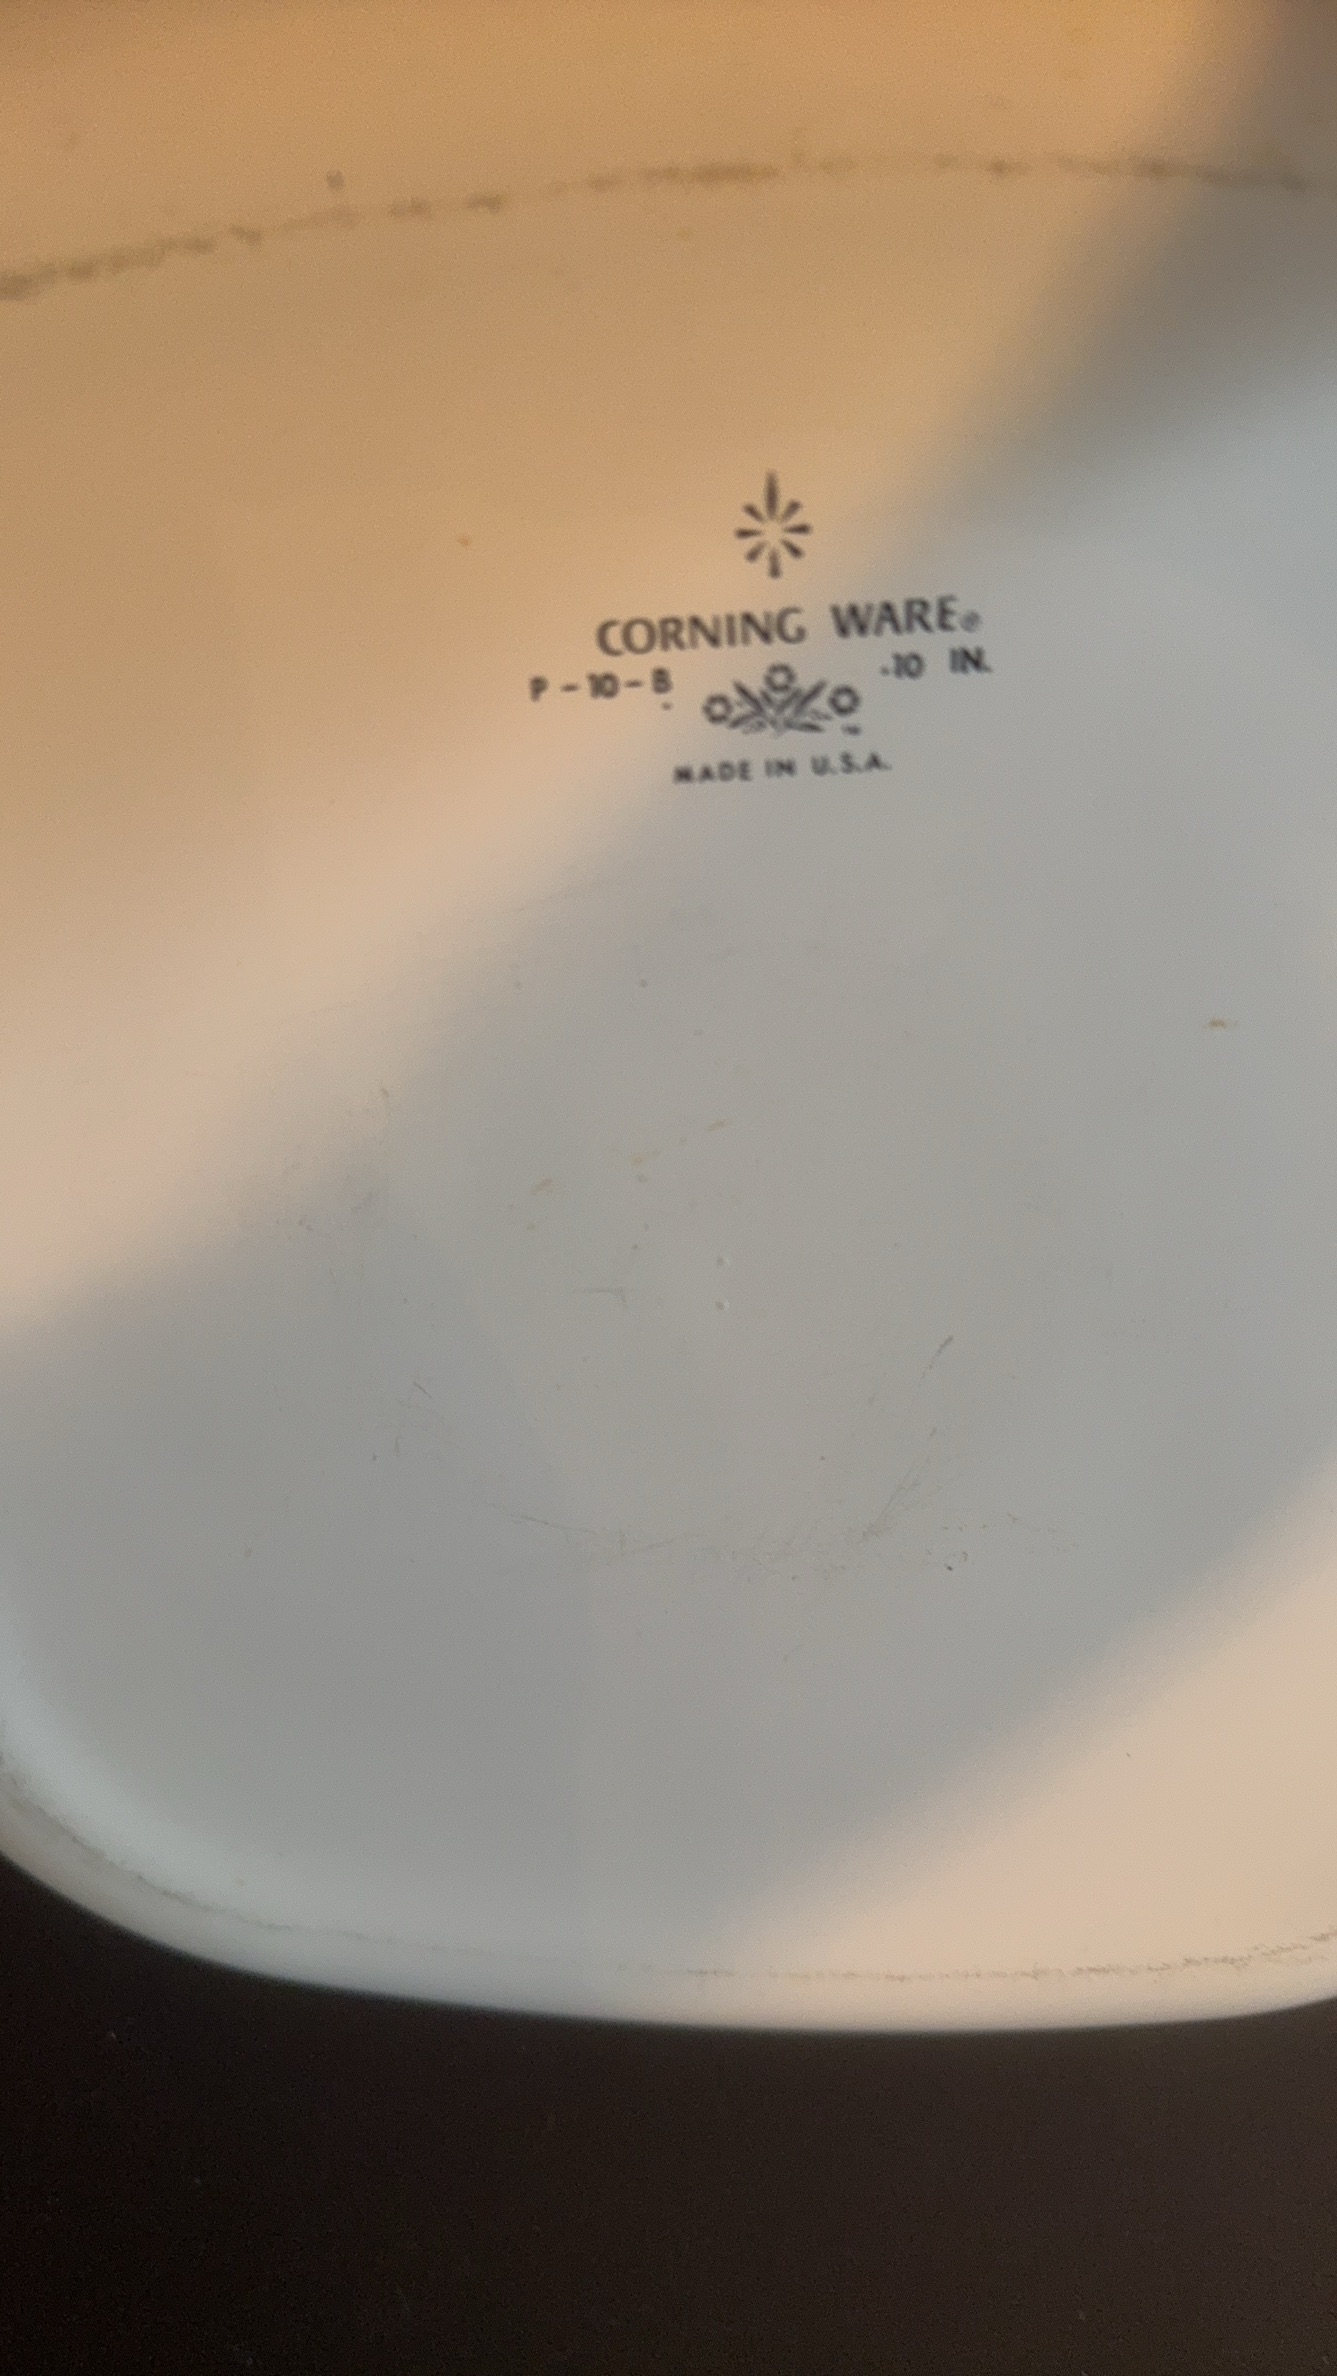 CORNING WARE®
P-10-B 10 IN.
MADE IN U.S.A.